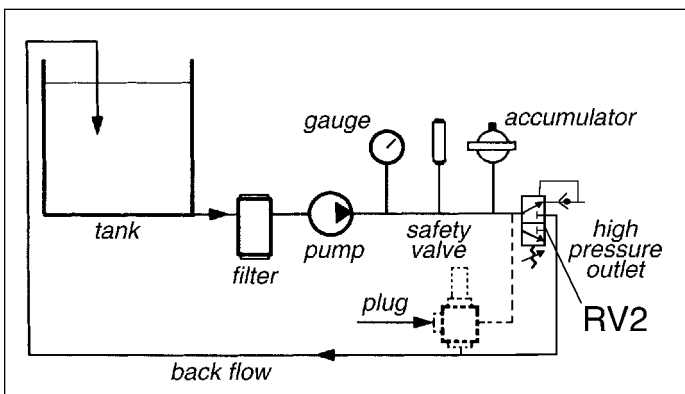 gauge
accumulator
tank
filter
pump
safety
valve
high
pressure
outlet
plug
RV2
back flow